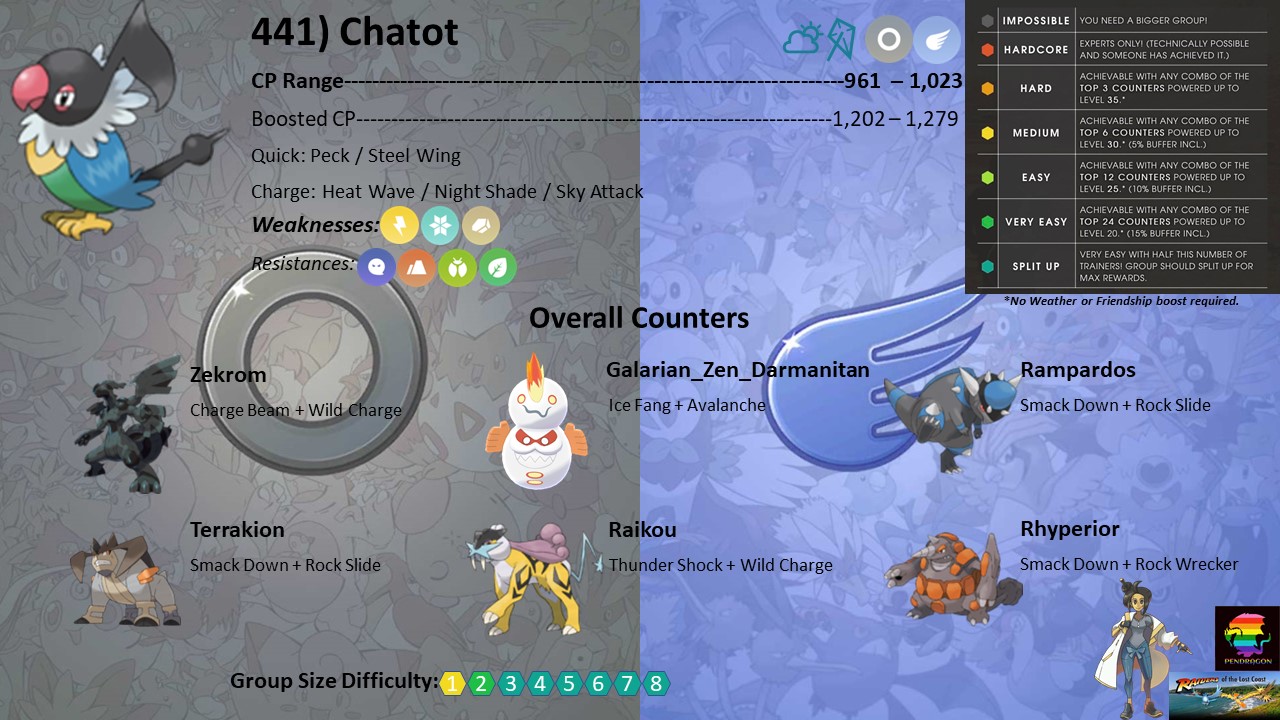 441) Chatot
CP Range----------------------------------------------------------------------961 – 1,023
Boosted CP--------------------------------------------------------------------1,202 – 1,279
Quick: Peck / Steel Wing
Charge: Heat Wave / Night Shade / Sky Attack
Weaknesses:
Resistances:
IMPOSSIBLE YOU NEED A BIGGER GROUP!
HARDCORE EXPERTS ONLY! (TECHNICALLY POSSIBLE
AND SOMEONE HAS ACHIEVED IT.)
HARD ACHIEVABLE WITH ANY COMBO OF THE
TOP 3 COUNTERS POWERED UP TO
LEVEL 35.*
MEDIUM ACHIEVABLE WITH ANY COMBO OF THE
TOP 6 COUNTERS POWERED UP TO
LEVEL 30.* (5% BUFFER INCL.)
EASY ACHIEVABLE WITH ANY COMBO OF THE
TOP 12 COUNTERS POWERED UP TO
LEVEL 25.* (10% BUFFER INCL.)
VERY EASY ACHIEVABLE WITH ANY COMBO OF THE
TOP 24 COUNTERS POWERED UP TO
LEVEL 20.* (15% BUFFER INCL.)
SPLIT UP VERY EASY WITH HALF THIS NUMBER OF
TRAINERS! GROUP SHOULD SPLIT UP FOR
MAX REWARDS.
*No Weather or Friendship boost required.
Overall Counters
Zekrom
Charge Beam + Wild Charge
Galarian_Zen_Darmanitan
Ice Fang + Avalanche
Rampardos
Smack Down + Rock Slide
Terrakion
Smack Down + Rock Slide
Raikou
Thunder Shock + Wild Charge
Rhyperior
Smack Down + Rock Wrecker
Group Size Difficulty: 1 2 3 4 5 6 7 8
PENDRAGON
RAIDERS of the Lost Coast